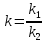 k = k₁/k₂